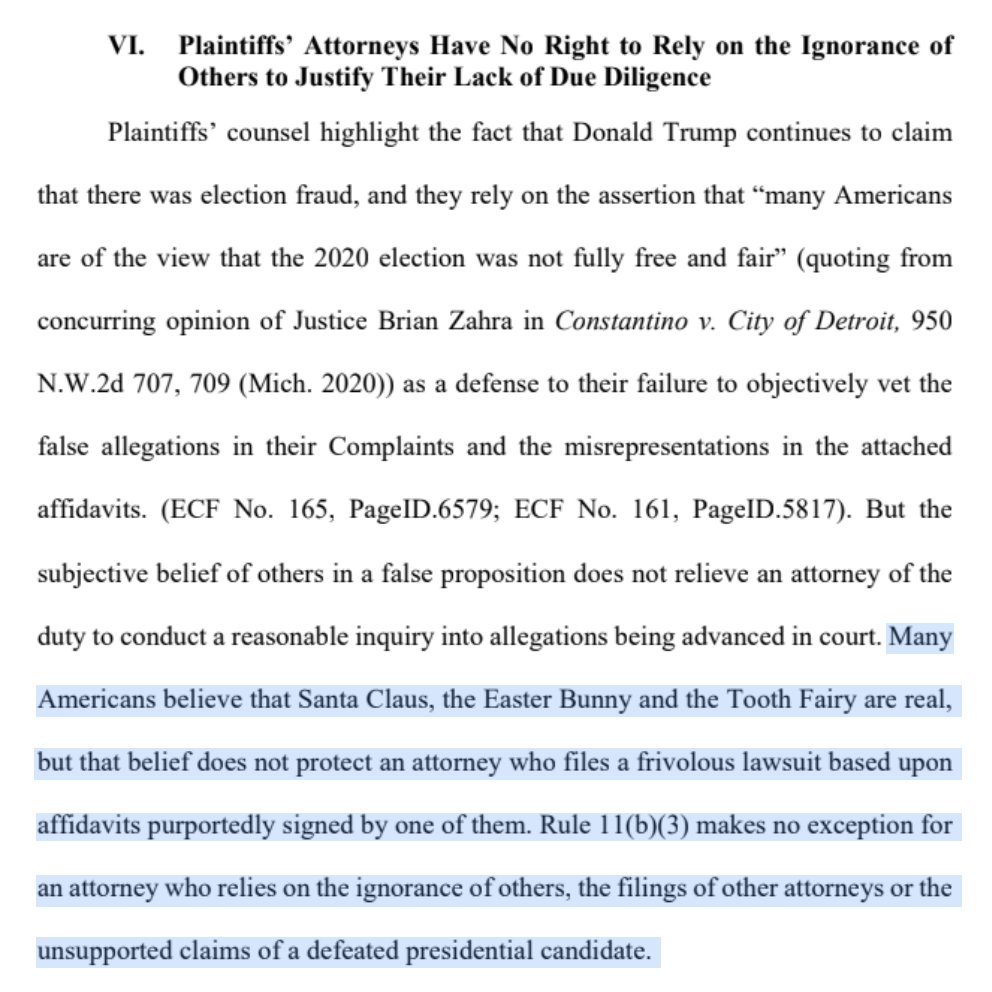 VI. Plaintiffs' Attorneys Have No Right to Rely on the Ignorance of
Others to Justify Their Lack of Due Diligence
Plaintiffs' counsel highlight the fact that Donald Trump continues to claim
that there was election fraud, and they rely on the assertion that “many Americans
are of the view that the 2020 election was not fully free and fair” (quoting from
concurring opinion of Justice Brian Zahra in Constantino v. City of Detroit, 950
N.W.2d 707, 709 (Mich. 2020)) as a defense to their failure to objectively vet the
false allegations in their Complaints and the misrepresentations in the attached
affidavits. (ECF No. 165, PageID.6579; ECF No. 161, PageID.5817). But the
subjective belief of others in a false proposition does not relieve an attorney of the
duty to conduct a reasonable inquiry into allegations being advanced in court. Many
Americans believe that Santa Claus, the Easter Bunny and the Tooth Fairy are real,
but that belief does not protect an attorney who files a frivolous lawsuit based upon
affidavits purportedly signed by one of them. Rule 11(b)(3) makes no exception for
an attorney who relies on the ignorance of others, the filings of other attorneys or the
unsupported claims of a defeated presidential candidate.